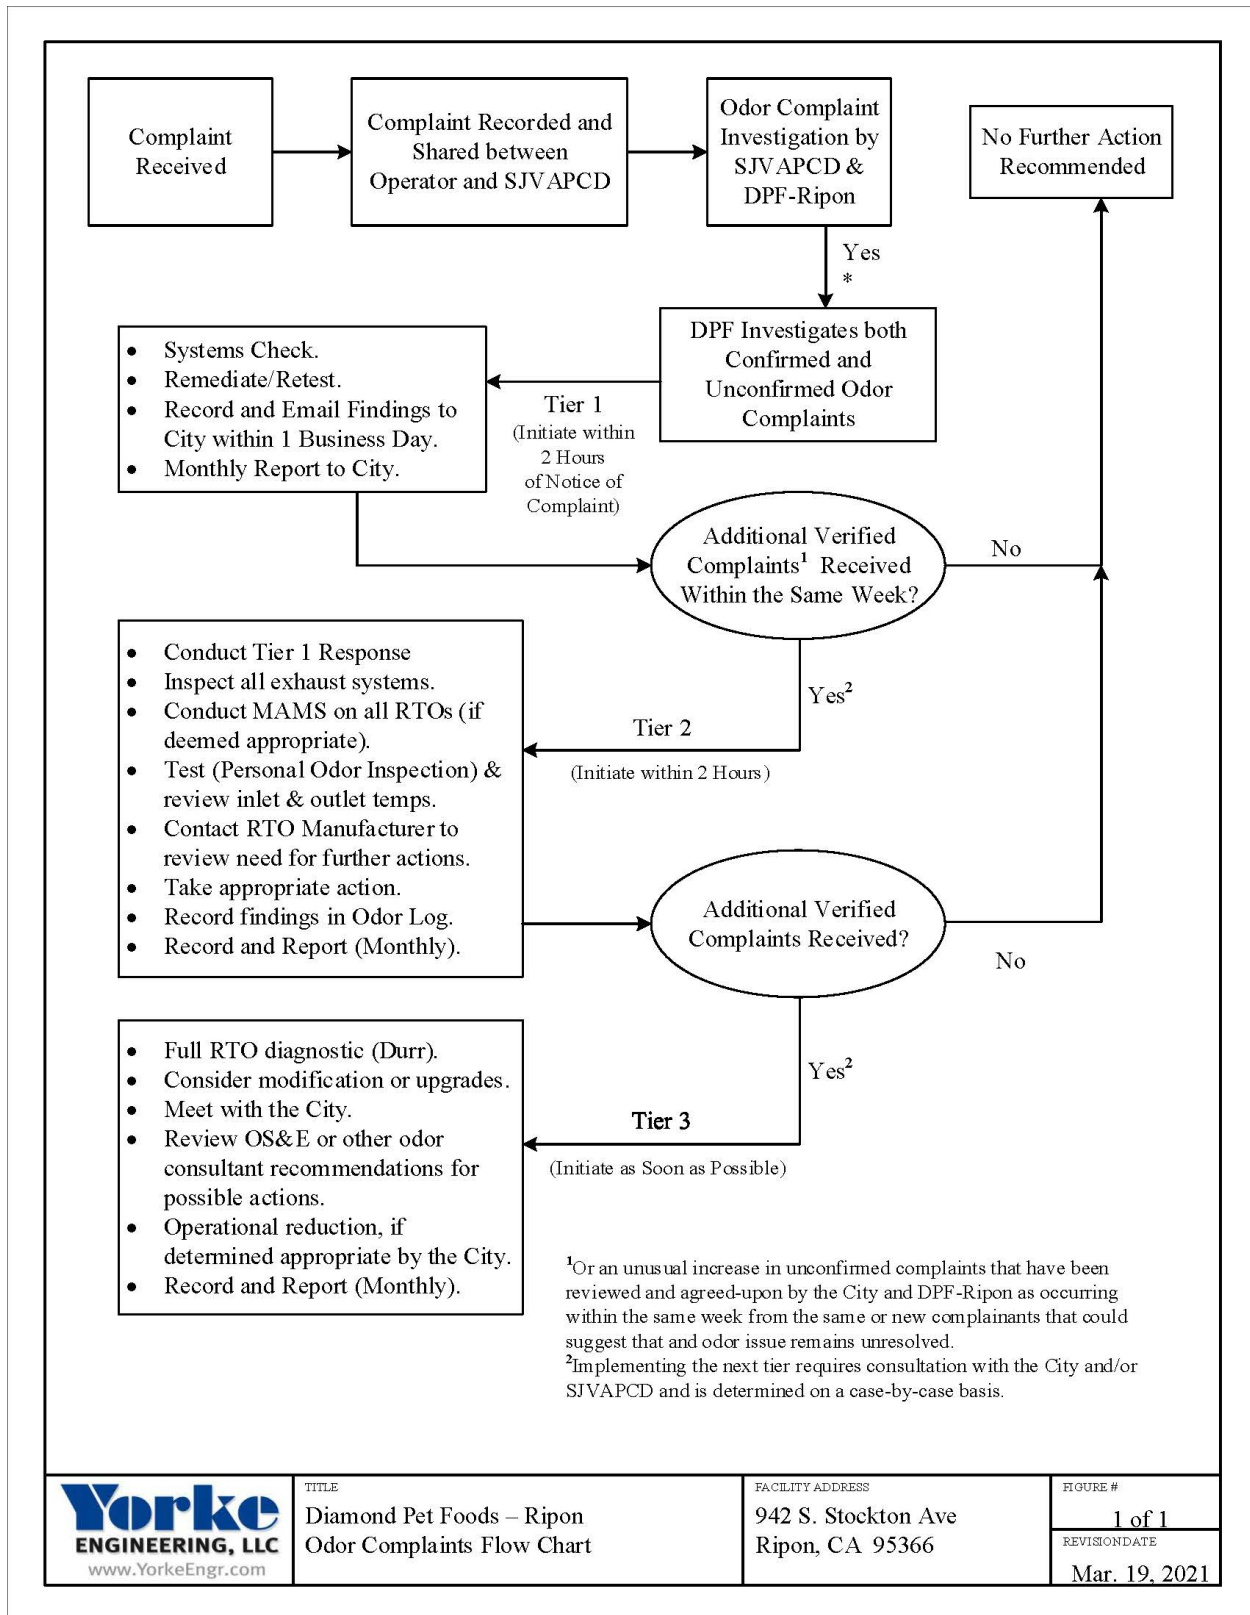 Complaint
Received
Complaint Recorded and
Shared between
Operator and SJVAPCD
Odor Complaint
Investigation by
SJVAPCD &
DPF-Ripon
No Further Action
Recommended
Yes
*
DPF Investigates both
Confirmed and
Unconfirmed Odor
Complaints
Tier 1
(Initiate within
2 Hours
of Notice of
Complaint)
• Systems Check.
• Remediate/Retest.
• Record and Email Findings to
City within 1 Business Day.
• Monthly Report to City.
Additional Verified
Complaints¹ Received
Within the Same Week?
No
Yes²
Tier 2
(Initiate within 2 Hours)
• Conduct Tier 1 Response
• Inspect all exhaust systems.
• Conduct MAMS on all RTOs (if
deemed appropriate).
• Test (Personal Odor Inspection) &
review inlet & outlet temps.
• Contact RTO Manufacturer to
review need for further actions.
• Take appropriate action.
• Record findings in Odor Log.
• Record and Report (Monthly).
Additional Verified
Complaints Received?
No
Yes²
Tier 3
(Initiate as Soon as Possible)
• Full RTO diagnostic (Durr).
• Consider modification or upgrades.
• Meet with the City.
• Review OS&E or other odor
consultant recommendations for
possible actions.
• Operational reduction, if
determined appropriate by the City.
• Record and Report (Monthly).
¹Or an unusual increase in unconfirmed complaints that have been
reviewed and agreed-upon by the City and DPF-Ripon as occurring
within the same week from the same or new complainants that could
suggest that and odor issue remains unresolved.
²Implementing the next tier requires consultation with the City and/or
SJVAPCD and is determined on a case-by-case basis.
Yorke
ENGINEERING, LLC
www.YorkeEngr.com
TITLE
Diamond Pet Foods – Ripon
Odor Complaints Flow Chart
FACILITY ADDRESS
942 S. Stockton Ave
Ripon, CA 95366
FIGURE #
1 of 1
REVISION DATE
Mar. 19, 2021